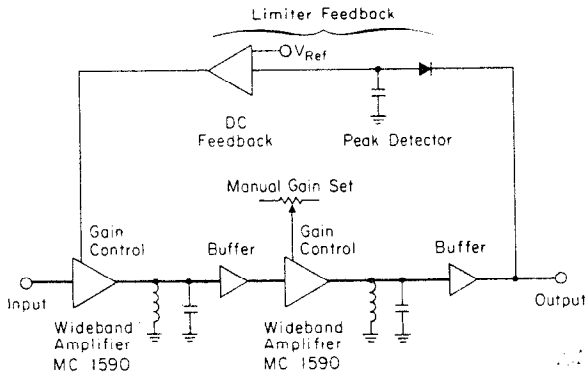 Limiter Feedback
VRef
DC
Feedback
Peak Detector
Manual Gain Set
Gain
Control
Buffer
Gain
Control
Buffer
Input
Output
Wideband
Amplifier
MC 1590
Wideband
Amplifier
MC 1590